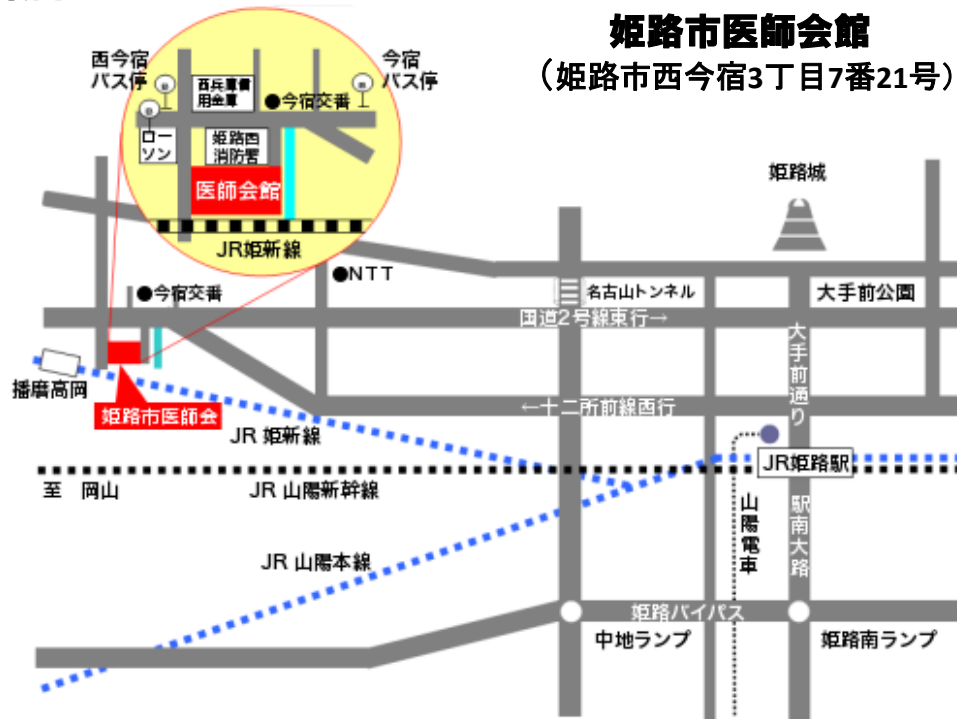 姫路市医師会館
（姫路市西今宿3丁目7番21号）
西今宿
バス停
今宿
バス停
西兵庫信
用金庫
●今宿交番
ロー
ソン
姫路西
消防署
医師会館
JR姫新線
姫路城
●NTT
●今宿交番
名古山トンネル
大手前公園
国道2号線東行→
大手前通り
播磨高岡
姫路市医師会
←十二所前線西行
JR 姫新線
JR姫路駅
至 岡山
JR 山陽新幹線
山陽電車
駅南大路
JR 山陽本線
姫路バイパス
中地ランプ
姫路南ランプ